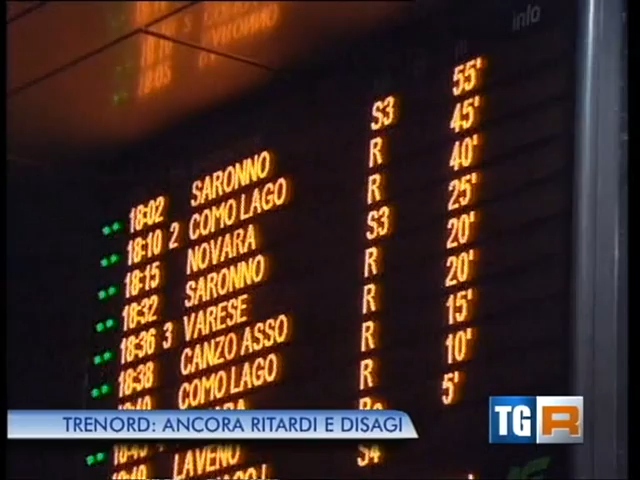 info
18:02 SARONNO S3 55'
18:10 2 COMO LAGO R 45'
18:15 NOVARA R 40'
18:32 SARONNO S3 25'
18:36 3 VARESE R 20'
18:38 CANZO ASSO R 20'
COMO LAGO R 15'
R 10'
LAVENO 5'
S4
TRENORD: ANCORA RITARDI E DISAGI
TG R